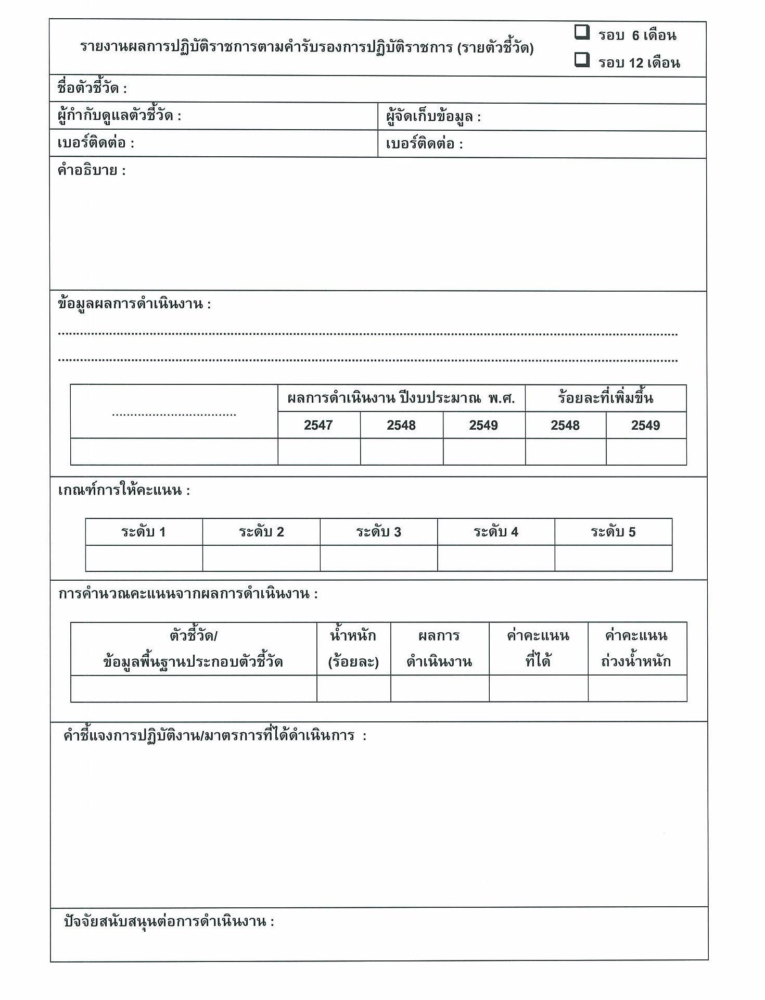 รายงานผลการปฏิบัติราชการตามคำรับรองการปฏิบัติราชการ (รายตัวชี้วัด)
❑ รอบ 6 เดือน
❑ รอบ 12 เดือน
ชื่อตัวชี้วัด :
ผู้กำกับดูแลตัวชี้วัด : ผู้จัดเก็บข้อมูล :
เบอร์ติดต่อ : เบอร์ติดต่อ :
คำอธิบาย :
ข้อมูลผลการดำเนินงาน :
ผลการดำเนินงาน ปีงบประมาณ พ.ศ. ร้อยละที่เพิ่มขึ้น
..................................
2547 2548 2549 2548 2549
เกณฑ์การให้คะแนน :
ระดับ 1 ระดับ 2 ระดับ 3 ระดับ 4 ระดับ 5
การคำนวณคะแนนจากผลการดำเนินงาน :
ตัวชี้วัด/ น้ำหนัก ผลการ ค่าคะแนน ค่าคะแนน
ข้อมูลพื้นฐานประกอบตัวชี้วัด (ร้อยละ) ดำเนินงาน ที่ได้ ถ่วงน้ำหนัก
คำชี้แจงการปฏิบัติงาน/มาตรการที่ได้ดำเนินการ :
ปัจจัยสนับสนุนต่อการดำเนินงาน :